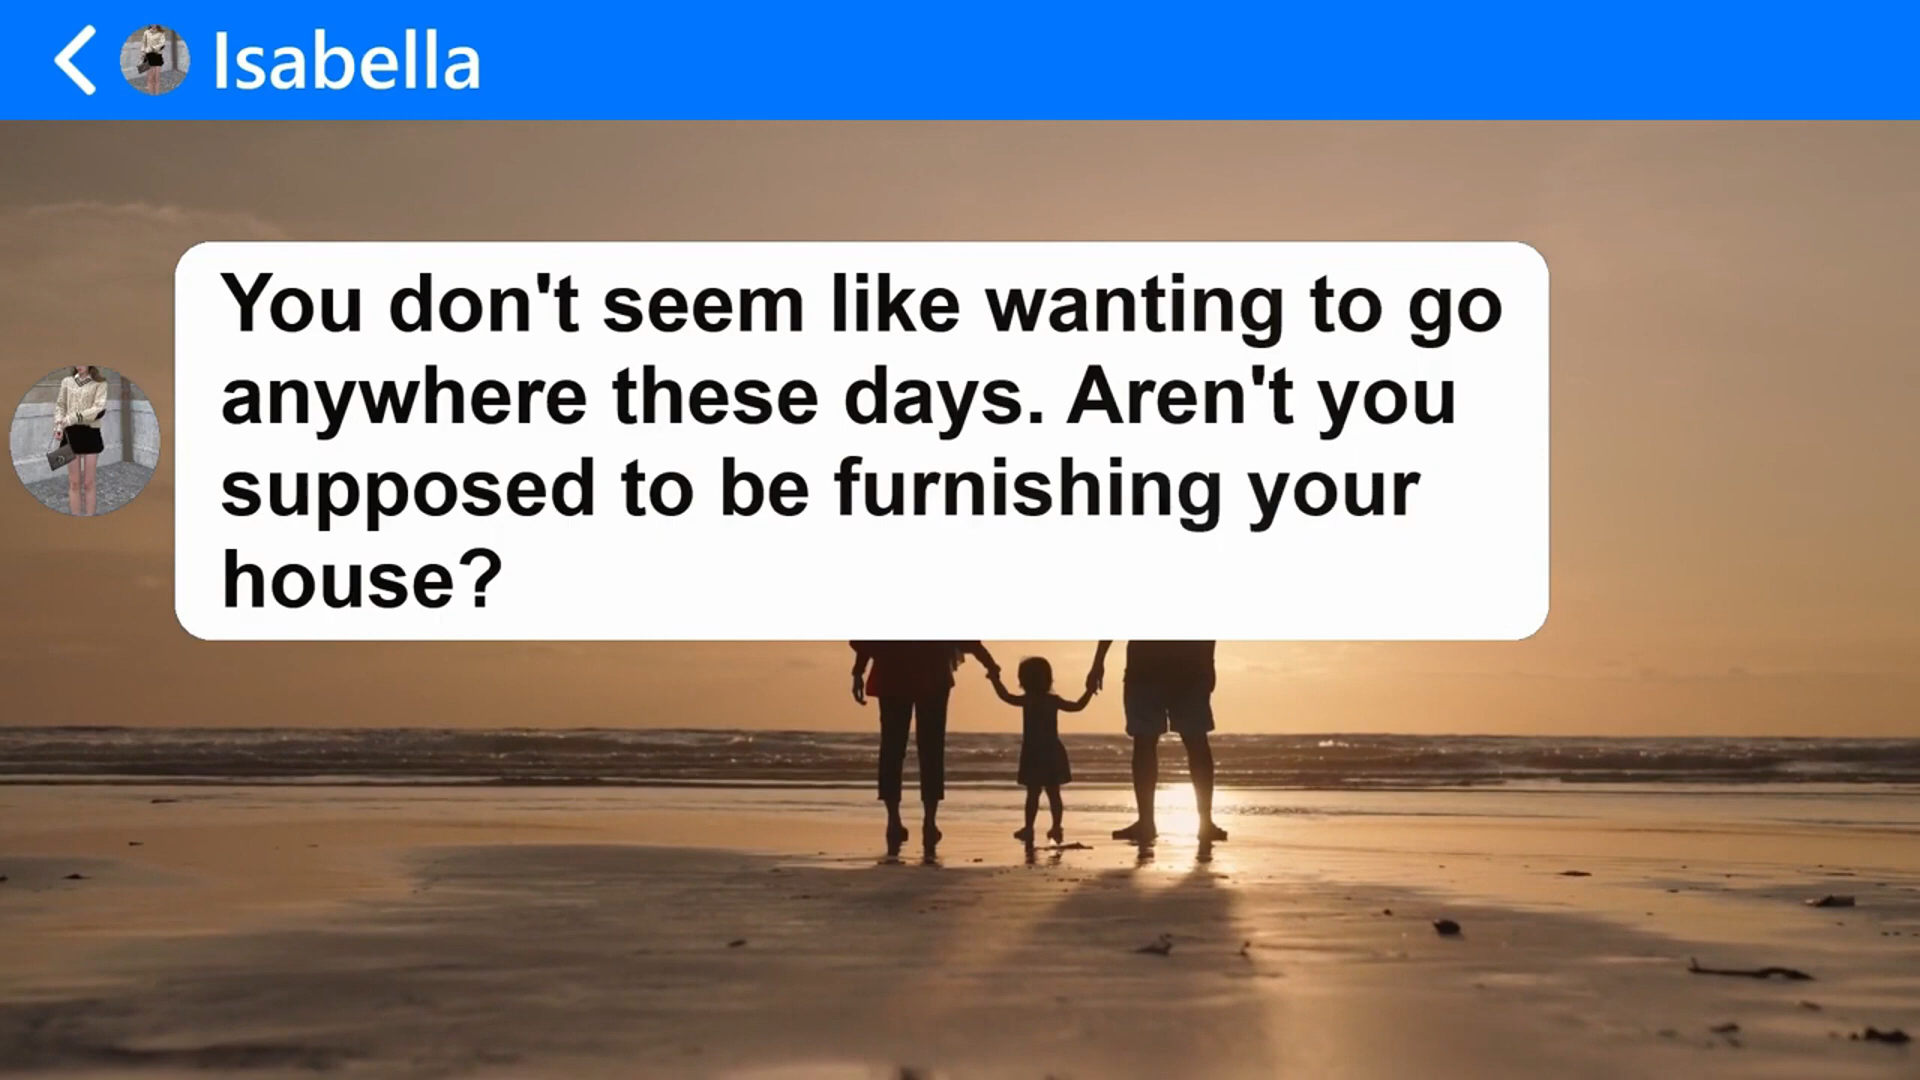 Isabella
You don't seem like wanting to go
anywhere these days. Aren't you
supposed to be furnishing your
house?